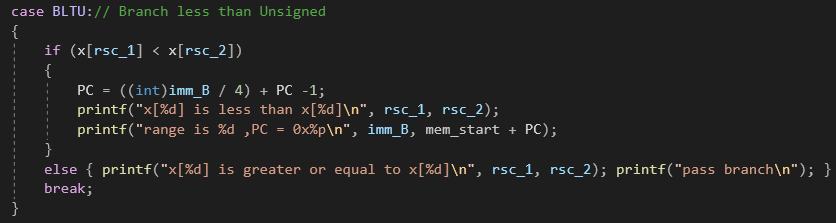 case BLTU:// Branch less than Unsigned
{
if (x[rsc_1] < x[rsc_2])
{
PC = ((int)imm_B / 4) + PC -1;
printf("x[%d] is less than x[%d]\n", rsc_1, rsc_2);
printf("range is %d ,PC = 0x%p\n", imm_B, mem_start + PC);
}
else { printf("x[%d] is greater or equal to x[%d]\n", rsc_1, rsc_2); printf("pass branch\n"); }
break;
}